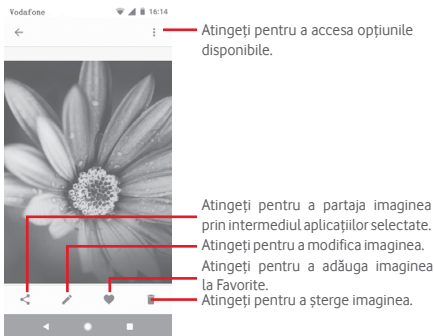 Vodafone 16:14
Atingeți pentru a accesa opțiunile
disponibile.
Atingeți pentru a partaja imaginea
prin intermediul aplicațiilor selectate.
Atingeți pentru a modifica imaginea.
Atingeți pentru a adăuga imaginea
la Favorite.
Atingeți pentru a șterge imaginea.